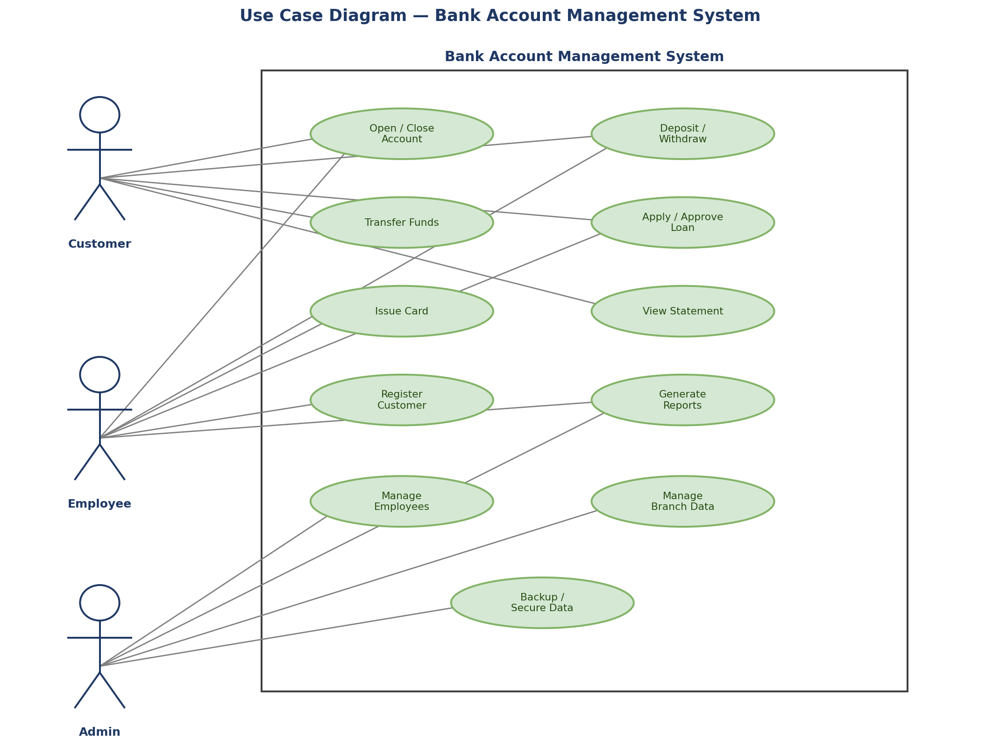 Use Case Diagram — Bank Account Management System
Bank Account Management System
Customer
Open / Close
Account
Deposit /
Withdraw
Transfer Funds
Apply / Approve
Loan
Issue Card
View Statement
Employee
Register
Customer
Generate
Reports
Manage
Employees
Manage
Branch Data
Admin
Backup /
Secure Data